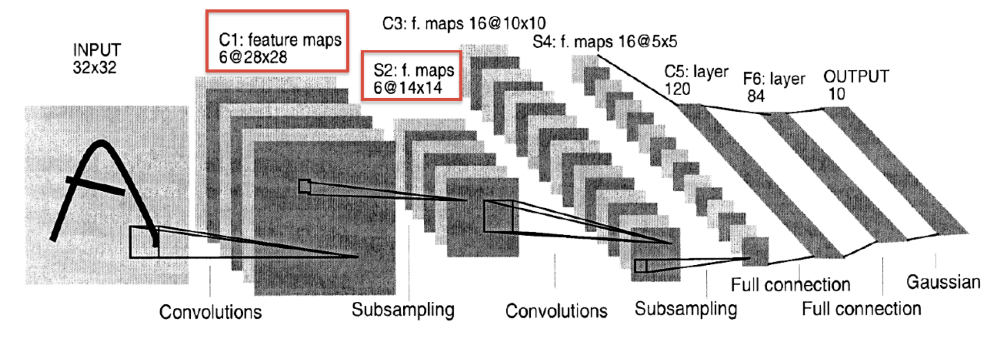 INPUT
32x32
C1: feature maps
6@28x28
S2: f. maps
6@14x14
C3: f. maps 16@10x10
S4: f. maps 16@5x5
C5: layer
120
F6: layer
84
OUTPUT
10
Convolutions
Subsampling
Convolutions
Subsampling
Full connection
Full connection
Gaussian